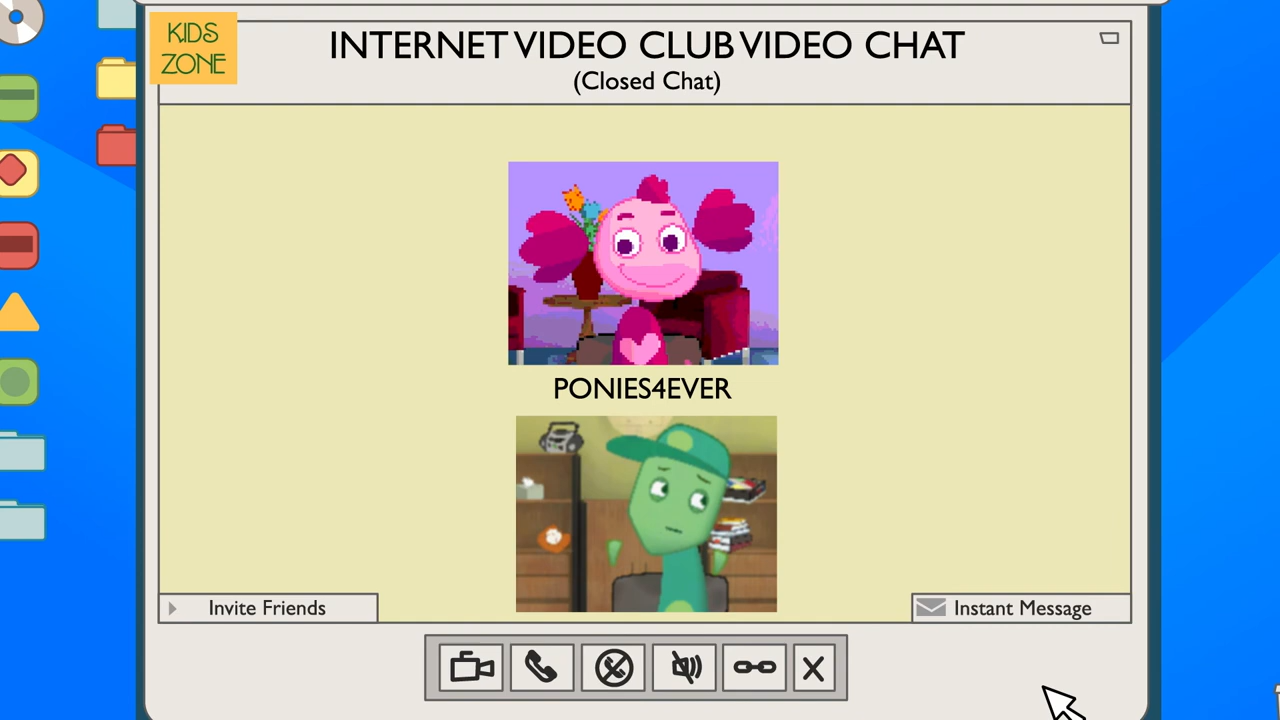 KIDS
ZONE
INTERNET VIDEO CLUB VIDEO CHAT
(Closed Chat)
PONIES4EVER
Invite Friends
Instant Message